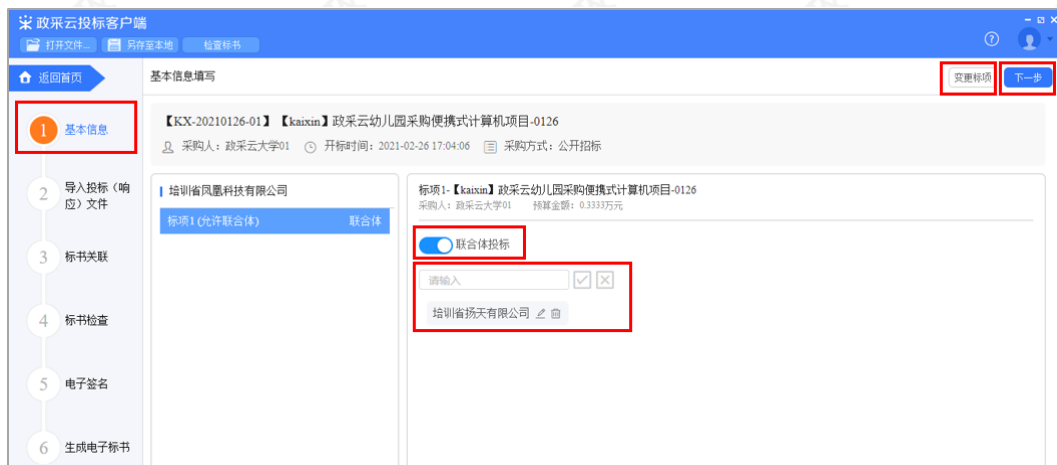 政采云投标客户端
打开文件... 另存至本地 检查标书
返回首页 基本信息填写 变更标项 下一步
1 基本信息
【KX-20210126-01】【kaixin】政采云幼儿园采购便携式计算机项目-0126
采购人：政采云大学01 开标时间：2021-02-26 17:04:06 采购方式：公开招标
2 导入投标（响应）文件
培训省凤凰科技有限公司
标项1(允许联合体) 联合体
标项1-【kaixin】政采云幼儿园采购便携式计算机项目-0126
采购人：政采云大学01 预算金额：0.3333万元
联合体投标
请输入
培训省扬天有限公司
3 标书关联
4 标书检查
5 电子签名
6 生成电子标书